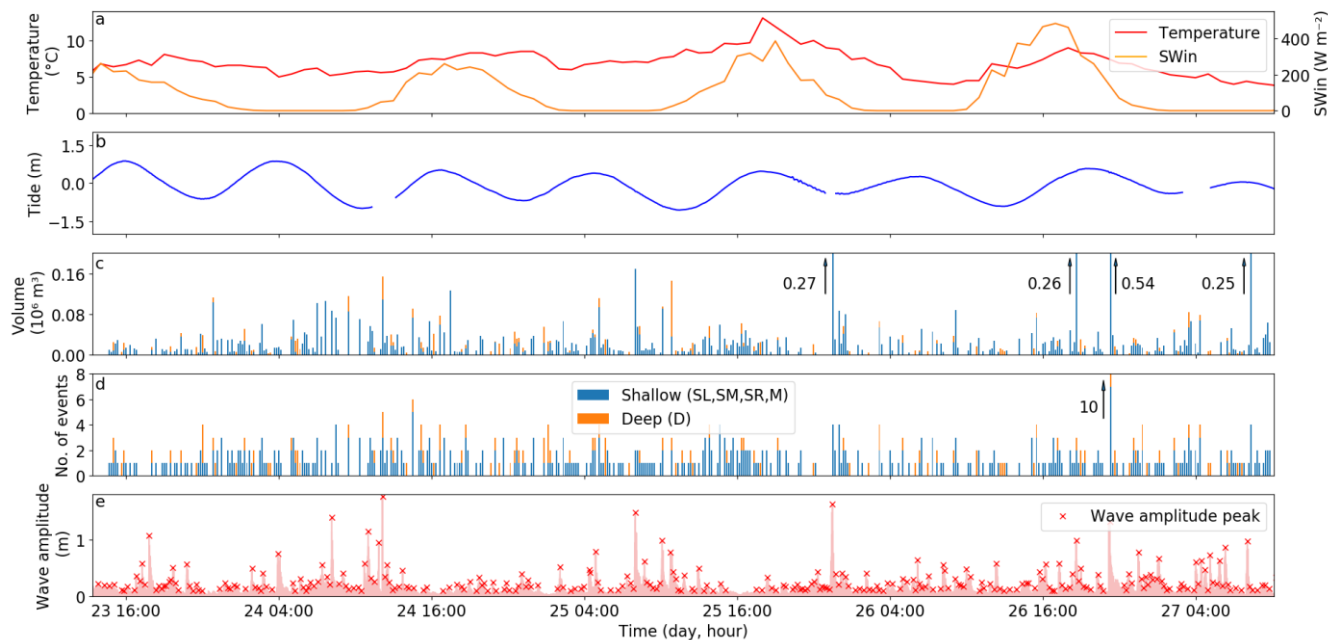 a
Temperature
(°C)
10
5
0
Temperature
SWin
400
200
0
SWin (W m⁻²)
b
Tide (m)
1.5
0.0
−1.5
c
Volume
(10⁶ m³)
0.16
0.08
0.00
0.27
0.26
0.54
0.25
d
No. of events
8
6
4
2
0
Shallow (SL,SM,SR,M)
Deep (D)
10
e
Wave amplitude
(m)
1
0
Wave amplitude peak
23 16:00
24 04:00
24 16:00
25 04:00
25 16:00
26 04:00
26 16:00
27 04:00
Time (day, hour)